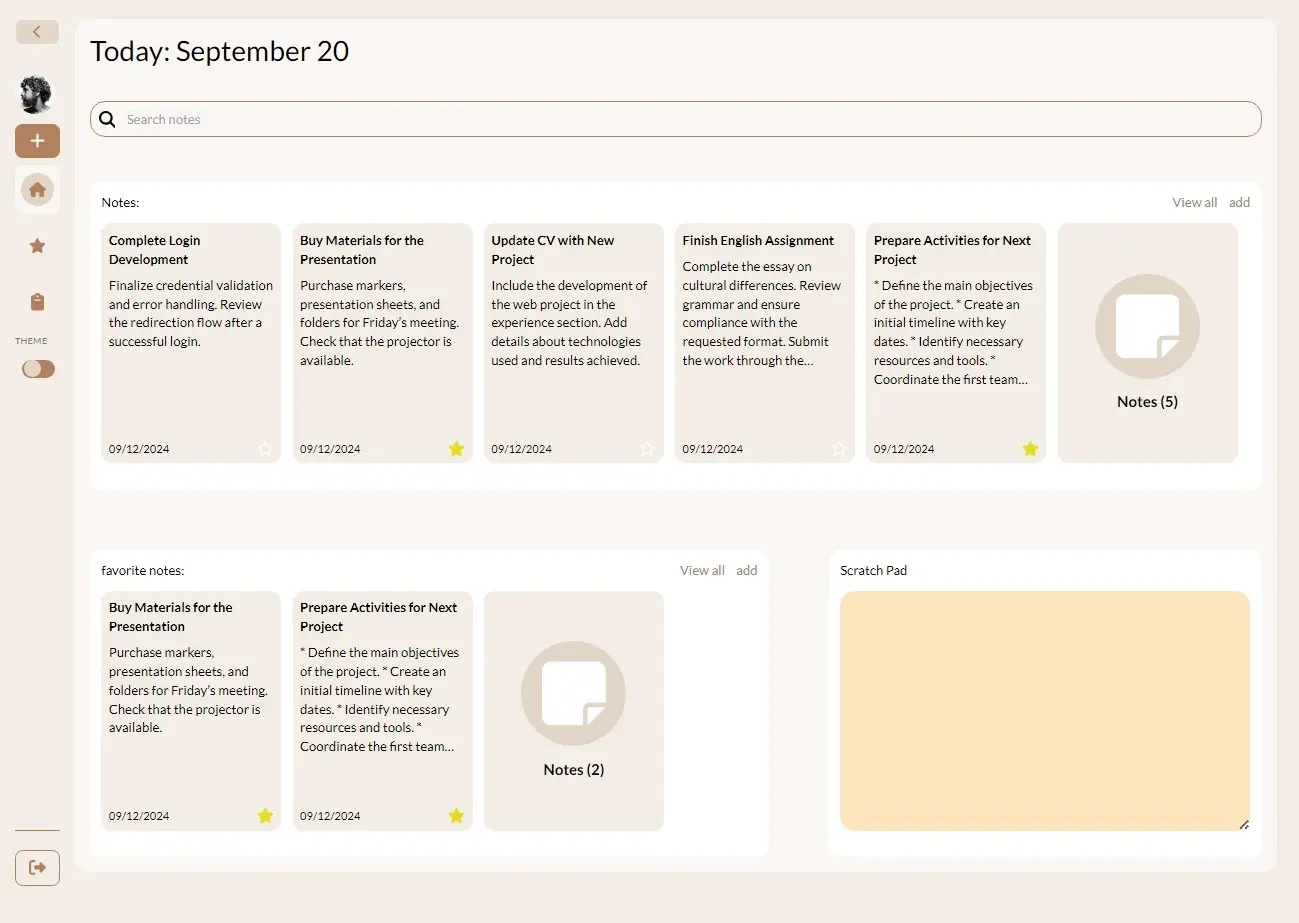 Today: September 20
Search notes
THEME
Notes:
View all add
Complete Login
Development
Finalize credential validation
and error handling. Review
the redirection flow after a
successful login.
09/12/2024
Buy Materials for the
Presentation
Purchase markers,
presentation sheets, and
folders for Friday’s meeting.
Check that the projector is
available.
09/12/2024
Update CV with New
Project
Include the development of
the web project in the
experience section. Add
details about technologies
used and results achieved.
09/12/2024
Finish English Assignment
Complete the essay on
cultural differences. Review
grammar and ensure
compliance with the
requested format. Submit
the work through the...
09/12/2024
Prepare Activities for Next
Project
* Define the main objectives
of the project. * Create an
initial timeline with key
dates. * Identify necessary
resources and tools. *
Coordinate the first team...
09/12/2024
Notes (5)
favorite notes:
View all add
Buy Materials for the
Presentation
Purchase markers,
presentation sheets, and
folders for Friday’s meeting.
Check that the projector is
available.
09/12/2024
Prepare Activities for Next
Project
* Define the main objectives
of the project. * Create an
initial timeline with key
dates. * Identify necessary
resources and tools. *
Coordinate the first team...
09/12/2024
Notes (2)
Scratch Pad